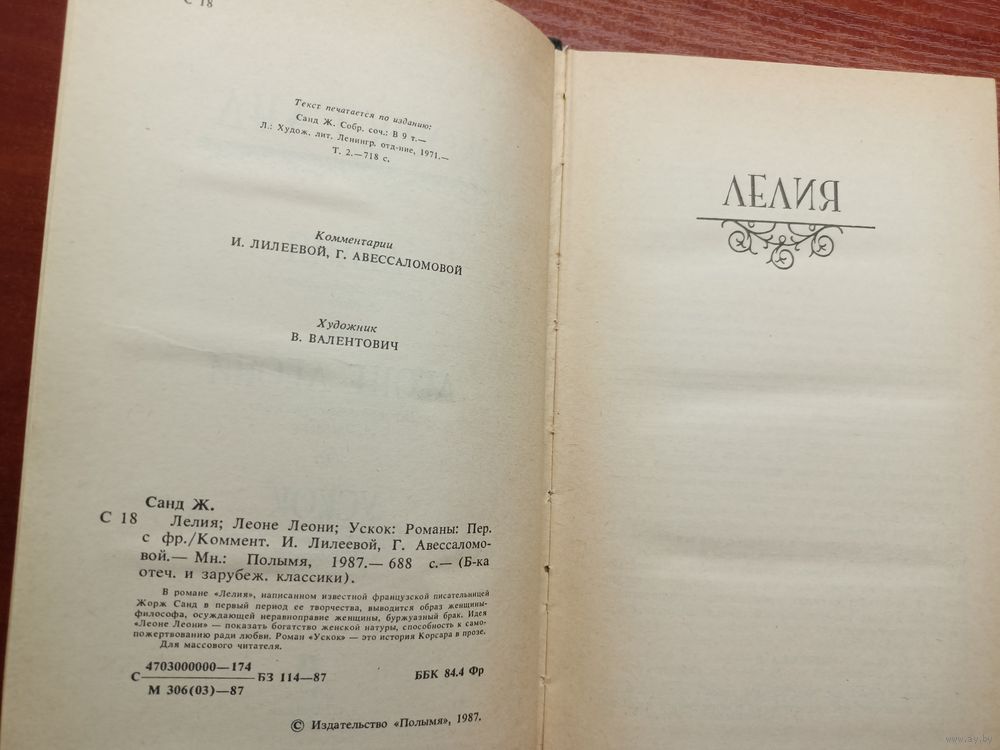 С 18
Текст печатается по изданию:
Санд Ж. Собр. соч.: В 9 т.—
Л.: Худож. лит. Ленингр. отд-ние, 1971.—
Т. 2.—718 с.
Комментарии
И. ЛИЛЕЕВОЙ, Г. АВЕССАЛОМОВОЙ
Художник
В. ВАЛЕНТОВИЧ
Санд Ж.
С 18 Лелия; Леоне Леони; Ускок: Романы: Пер.
с фр./Коммент. И. Лилеевой, Г. Авессаломо-
вой.— Мн.: Полымя, 1987.— 688 с.— (Б-ка
отеч. и зарубеж. классики).
В романе «Лелия», написанном известной французской писательницей
Жорж Санд в первый период ее творчества, выводится образ женщины-
философа, осуждающей неравноправие женщины, буржуазный брак. Идея
«Леоне Леони» — показать богатство женской натуры, способность к само-
пожертвованию ради любви. Роман «Ускок» — это история Корсара в прозе.
Для массового читателя.
С 4703000000—174 БЗ 114—87
М 306(03)—87
ББК 84.4 Фр
© Издательство «Полымя», 1987.
ЛЕЛИЯ
www.ay.by